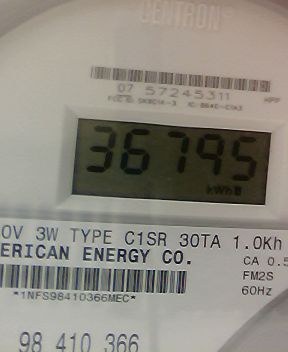 CENTRON®
07 57245311
36795
kWh
0V 3W TYPE C1SR 30TA 1.0Kh
ERICAN ENERGY CO.
CA 0.5
FM2S
*1NFS98410366MEC*
60Hz
98 410 366